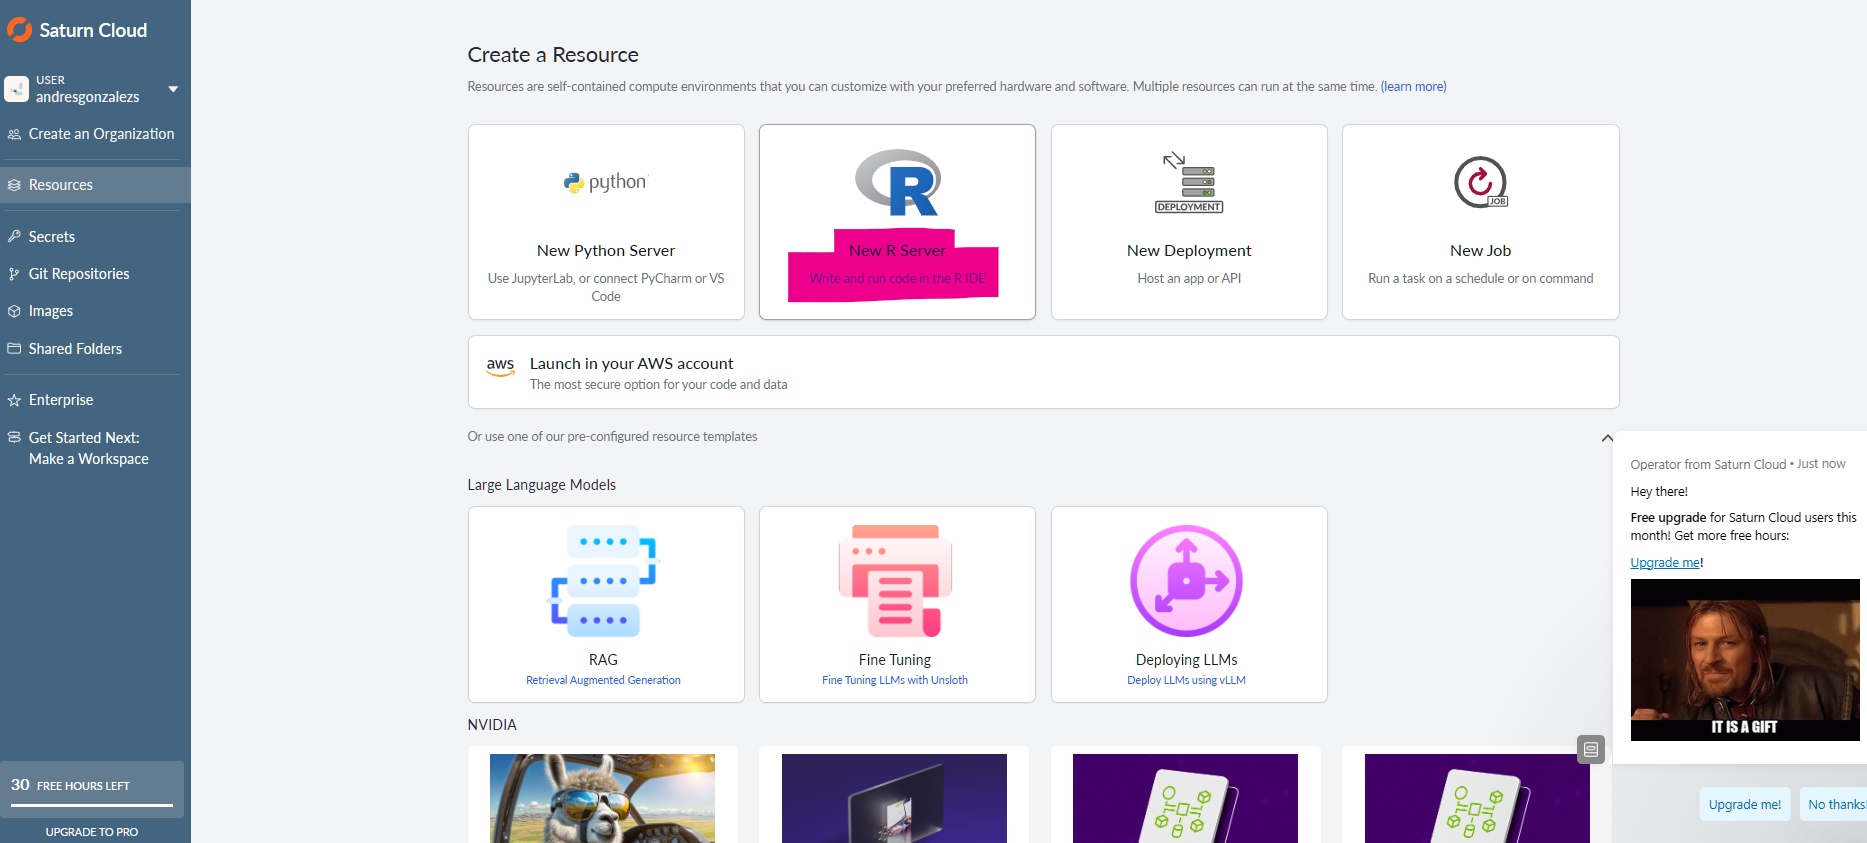 Saturn Cloud
USER
andresgonzalezs
Create an Organization
Resources
Secrets
Git Repositories
Images
Shared Folders
Enterprise
Get Started Next:
Make a Workspace
30 FREE HOURS LEFT
UPGRADE TO PRO
Create a Resource
Resources are self-contained compute environments that you can customize with your preferred hardware and software. Multiple resources can run at the same time. (learn more)
python
New Python Server
Use JupyterLab, or connect PyCharm or VS
Code
R
New R Server
Write and run code in the R IDE
DEPLOYMENT
New Deployment
Host an app or API
JOB
New Job
Run a task on a schedule or on command
aws
Launch in your AWS account
The most secure option for your code and data
Or use one of our pre-configured resource templates
Large Language Models
RAG
Retrieval Augmented Generation
Fine Tuning
Fine Tuning LLMs with Unsloth
Deploying LLMs
Deploy LLMs using vLLM
NVIDIA
Operator from Saturn Cloud • Just now
Hey there!
Free upgrade for Saturn Cloud users this
month! Get more free hours:
Upgrade me!
IT IS A GIFT
Upgrade me!
No thanks!